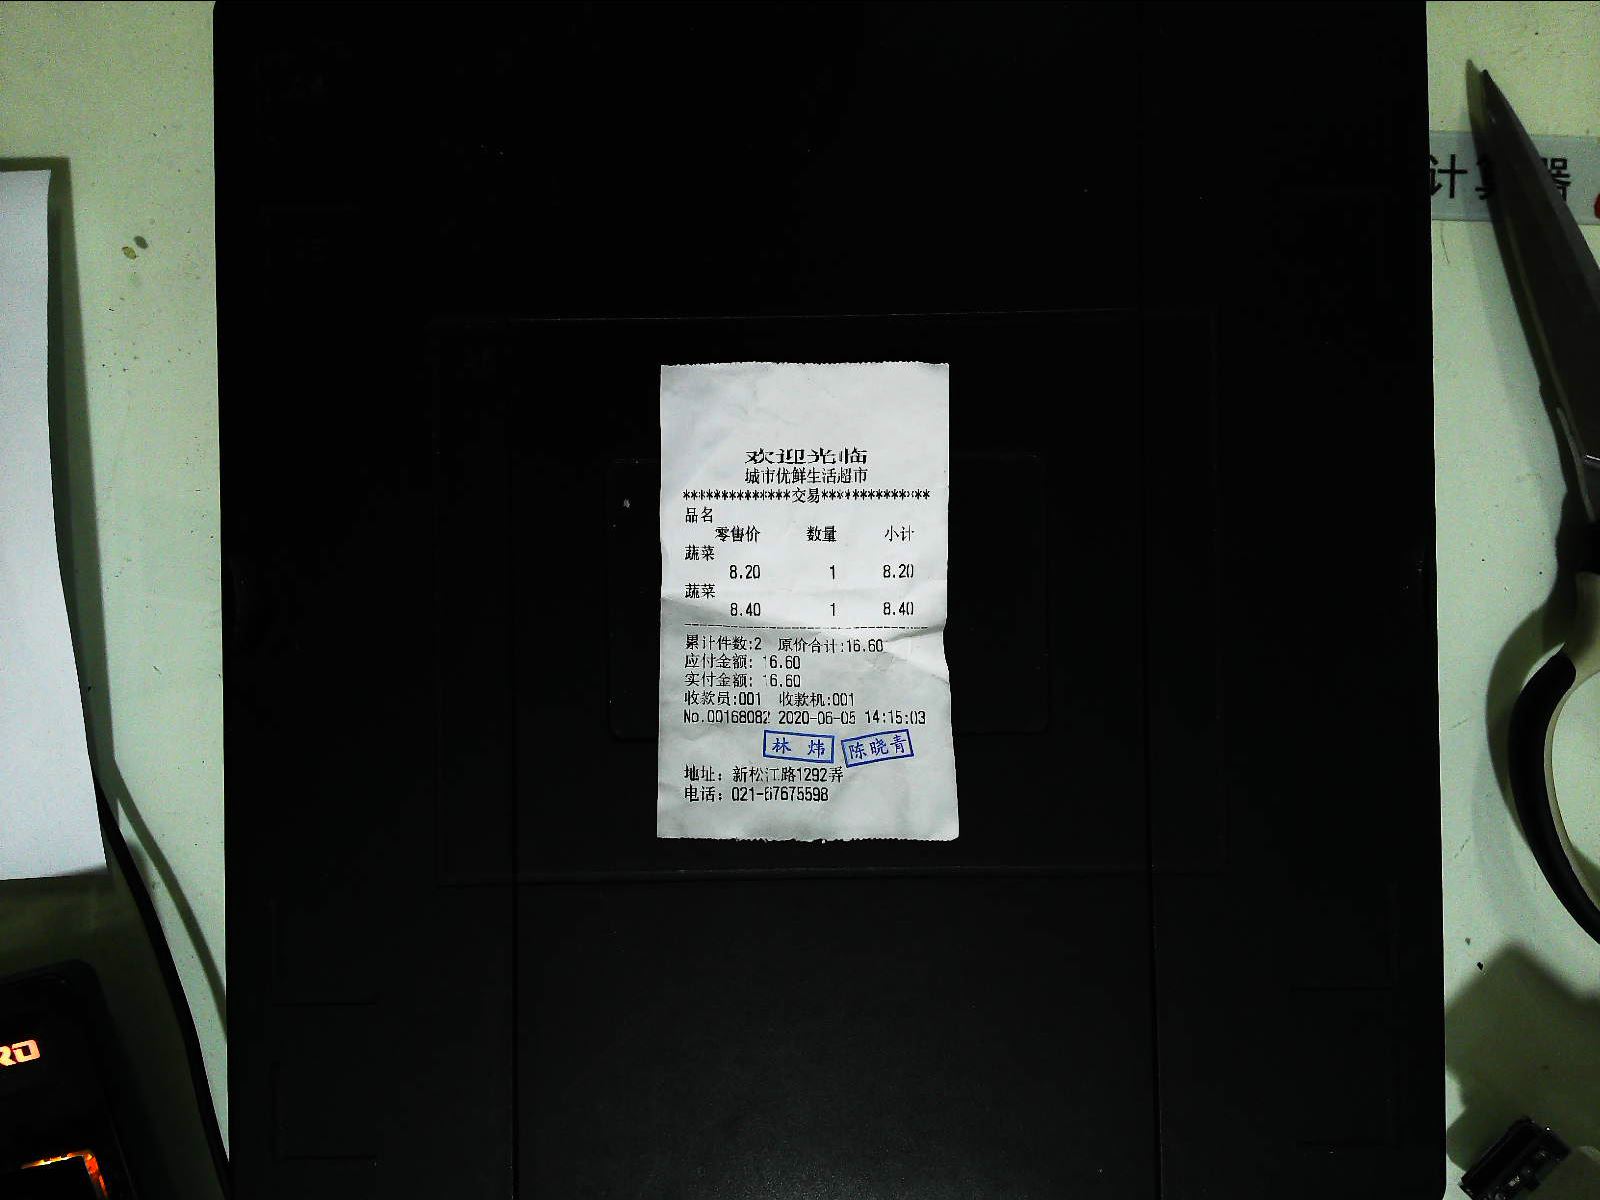 计算器
欢迎光临
城市优鲜生活超市
**************交易**************
品名
零售价 数量 小计
蔬菜
8.20 1 8.20
蔬菜
8.40 1 8.40
--------------------------------
累计件数:2 原价合计:16.60
应付金额: 16.60
实付金额: 16.60
收款员:001 收款机:001
No.00168082 2020-06-05 14:15:03
林炜 陈晓青
地址：新松江路1292弄
电话：021-67675598
RD